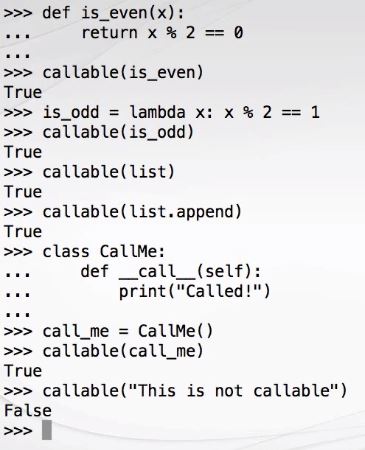 >>> def is_even(x):
...     return x % 2 == 0
...
>>> callable(is_even)
True
>>> is_odd = lambda x: x % 2 == 1
>>> callable(is_odd)
True
>>> callable(list)
True
>>> callable(list.append)
True
>>> class CallMe:
...     def __call__(self):
...         print("Called!")
...
>>> call_me = CallMe()
>>> callable(call_me)
True
>>> callable("This is not callable")
False
>>>